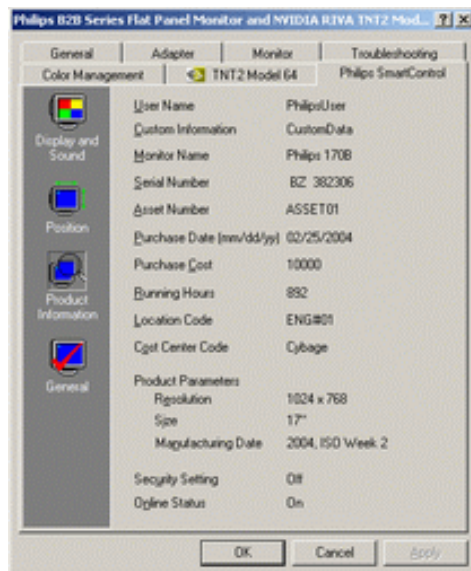 Philips B2B Series Flat Panel Monitor and NVIDIA RIVA TNT2 Mod...
General Adapter Monitor Troubleshooting
Color Management TNT2 Model 64 Philips SmartControl
Display and
Sound
Position
Product
Information
General
User Name PhilipsUser
Custom Information CustomData
Monitor Name Philips 170B
Serial Number BZ 382306
Asset Number ASSET01
Purchase Date (mm/dd/yy) 02/25/2004
Purchase Cost 10000
Running Hours 892
Location Code ENG#01
Cost Center Code Cybage
Product Parameters
Resolution 1024 x 768
Size 17"
Manufacturing Date 2004, ISO Week 2
Security Setting Off
Online Status On
OK Cancel Apply